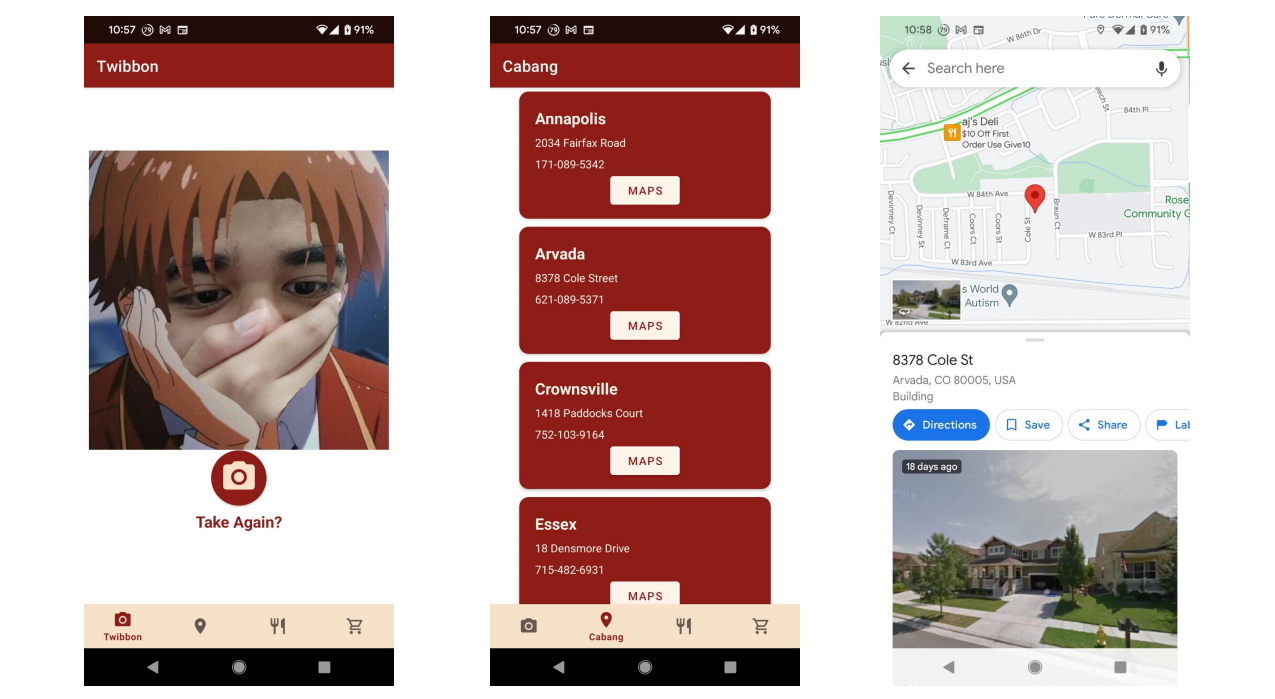 10:57 79 91%
Twibbon
Take Again?
Twibbon
10:57 79 91%
Cabang
Annapolis
2034 Fairfax Road
171-089-5342
MAPS
Arvada
8378 Cole Street
621-089-5371
MAPS
Crownsville
1418 Paddocks Court
752-103-9164
MAPS
Essex
18 Densmore Drive
715-482-6931
MAPS
Cabang
10:58 79 91%
W 86th Dr
Search here
84th Pl
aj's Deli
$10 Off First
Order Use Give10
W 84th Ave
Rose
Community G
Devinney Ct
Devinney St
Deframe Ct
Coors Ct
Coors St
Cole St
Braun Ct
W 83rd Pl
W 83rd Ave
s World
Autism
W 82nd Ave
8378 Cole St
Arvada, CO 80005, USA
Building
Directions
Save
Share
Lab
18 days ago